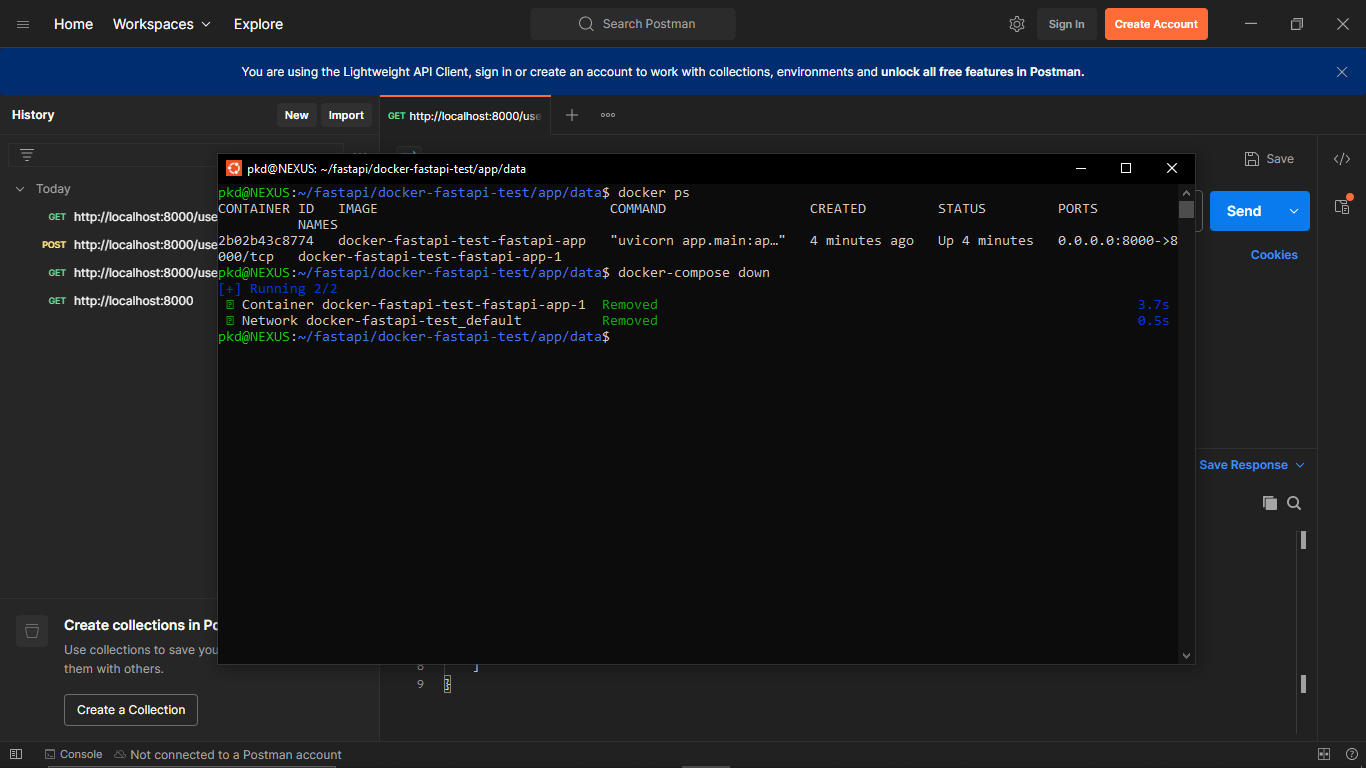 Home Workspaces Explore
Search Postman
Sign In
Create Account
You are using the Lightweight API Client, sign in or create an account to work with collections, environments and unlock all free features in Postman.
History
New Import
GET http://localhost:8000/use
Today
GET http://localhost:8000/use
POST http://localhost:8000/use
GET http://localhost:8000/use
GET http://localhost:8000
pkd@NEXUS: ~/fastapi/docker-fastapi-test/app/data
pkd@NEXUS:~/fastapi/docker-fastapi-test/app/data$ docker ps
CONTAINER ID IMAGE COMMAND CREATED STATUS PORTS
NAMES
2b02b43c8774 docker-fastapi-test-fastapi-app "uvicorn app.main:ap…" 4 minutes ago Up 4 minutes 0.0.0.0:8000->8
000/tcp docker-fastapi-test-fastapi-app-1
pkd@NEXUS:~/fastapi/docker-fastapi-test/app/data$ docker-compose down
[+] Running 2/2
Container docker-fastapi-test-fastapi-app-1 Removed 3.7s
Network docker-fastapi-test_default Removed 0.5s
pkd@NEXUS:~/fastapi/docker-fastapi-test/app/data$
Save
Send
Cookies
Save Response
8 ]
9 }
Create collections in Po
Use collections to save you
them with others.
Create a Collection
Console Not connected to a Postman account